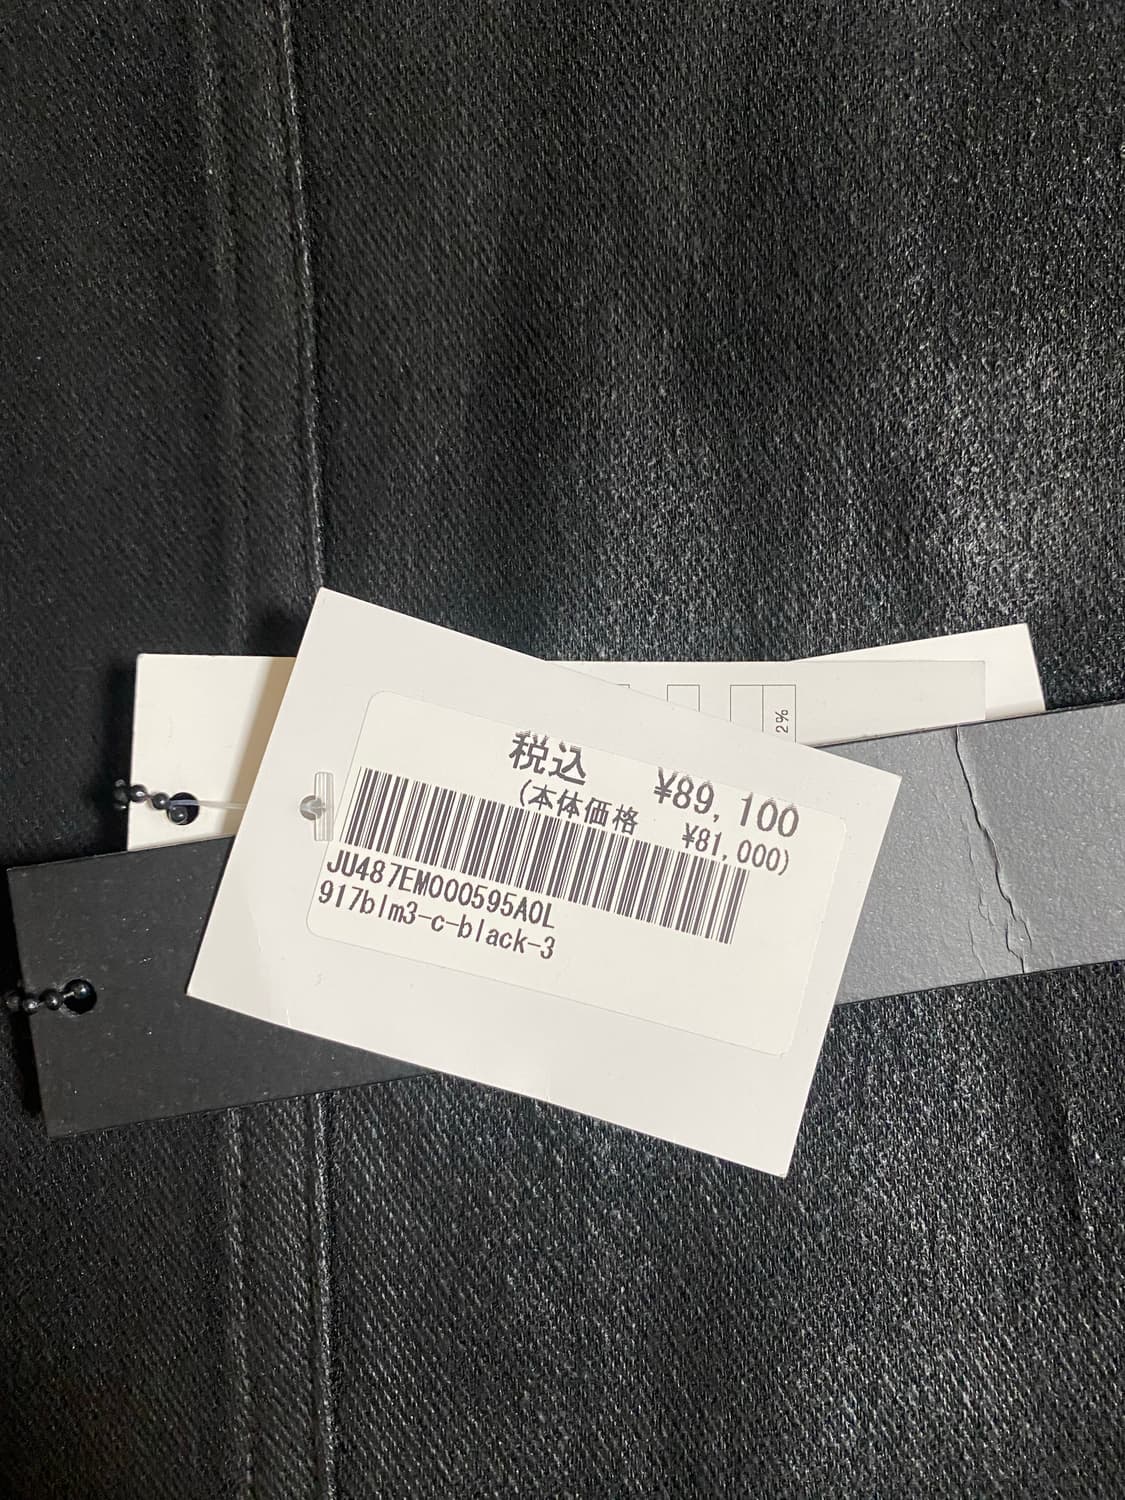 2%
税込 ¥89,100
(本体価格 ¥81,000)
JU487EM000595A0L
917blm3-c-black-3